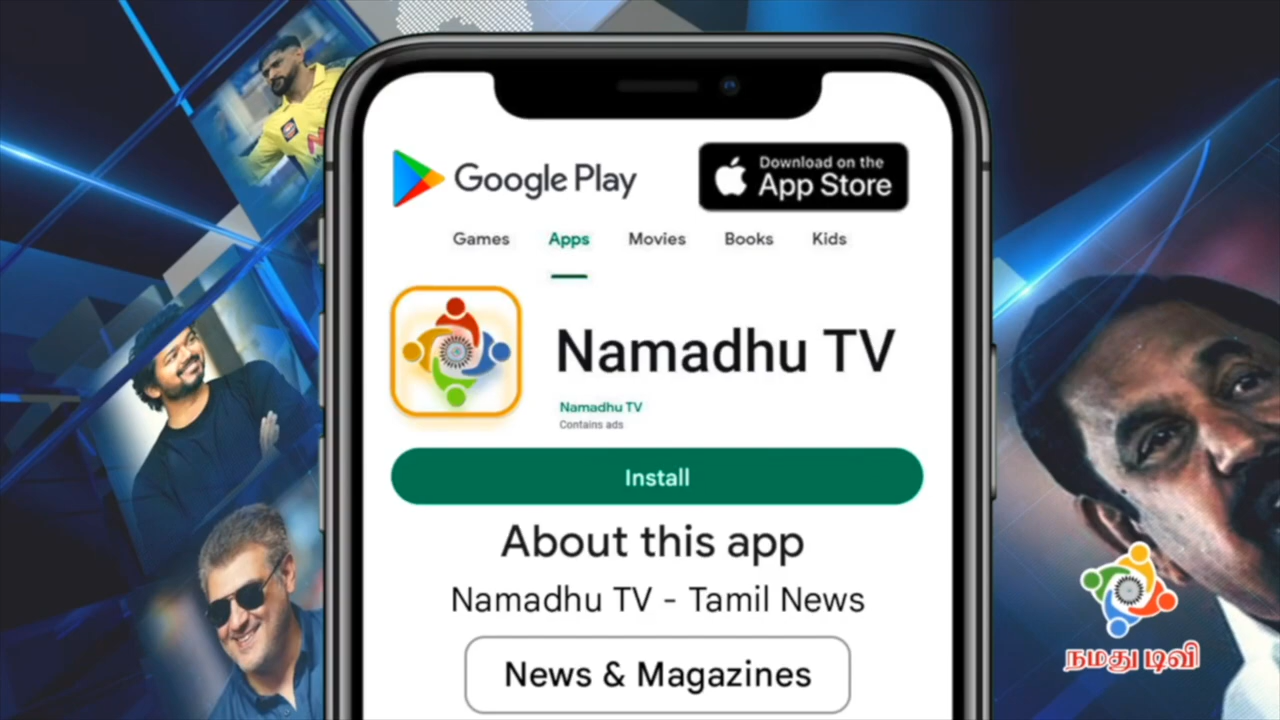 Google Play
Download on the
App Store
Games Apps Movies Books Kids
Namadhu TV
Namadhu TV
Contains ads
Install
About this app
Namadhu TV - Tamil News
News & Magazines
நமது டிவி